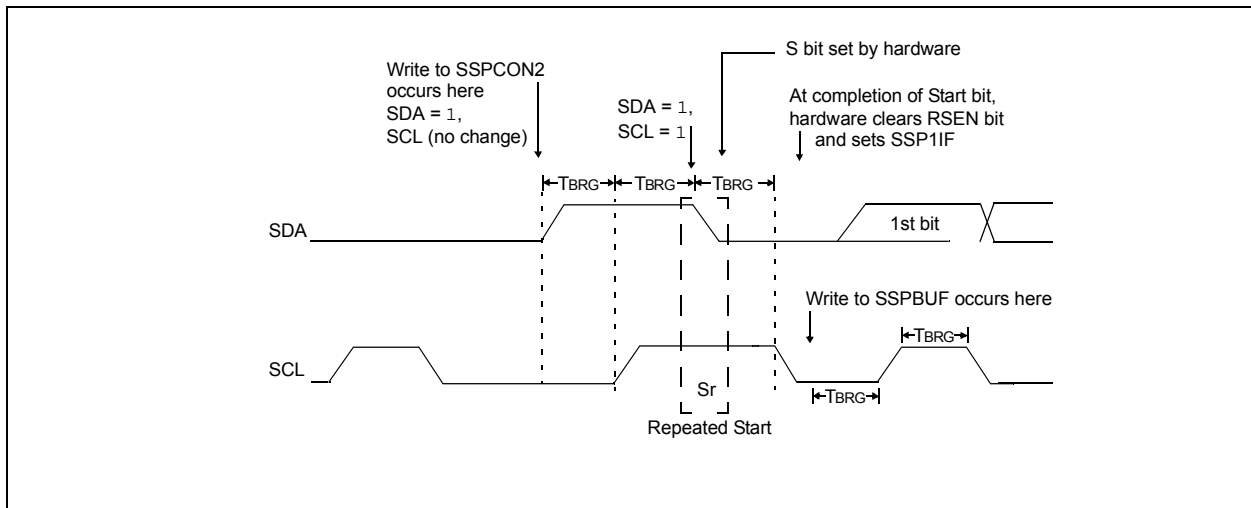 S bit set by hardware
Write to SSPCON2
occurs here
SDA = 1,
SCL (no change)
SDA = 1,
SCL = 1
At completion of Start bit,
hardware clears RSEN bit
and sets SSP1IF
TBRG TBRG TBRG
SDA
1st bit
Write to SSPBUF occurs here
TBRG
SCL
Sr
TBRG
Repeated Start